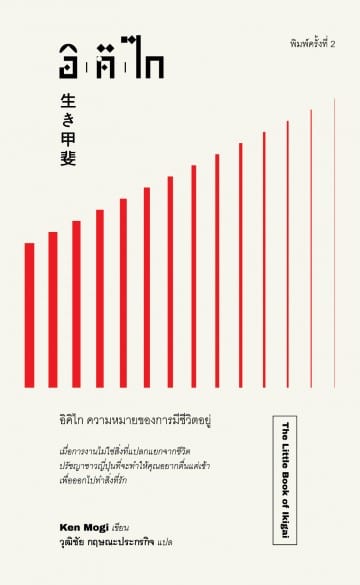 พิมพ์ครั้งที่ 2
อิคิไก
生き甲斐
อิคิไก ความหมายของการมีชีวิตอยู่
เมื่อการงานไม่ใช่สิ่งที่แปลกแยกจากชีวิต
ปรัชญาชาวญี่ปุ่นที่จะทำให้คุณอยากตื่นแต่เช้า
เพื่อออกไปทำสิ่งที่รัก
The Little Book of Ikigai
Ken Mogi เขียน
วุฒิชัย กฤษณะประกรกิจ แปล